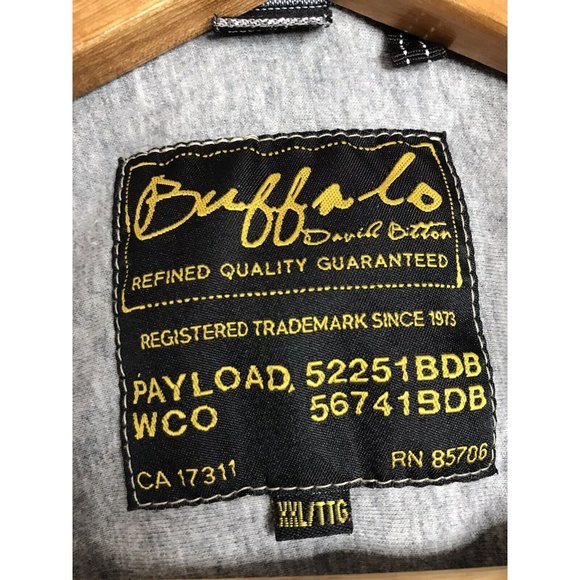 Buffalo
David Bitton
REFINED QUALITY GUARANTEED
REGISTERED TRADEMARK SINCE 1973
PAYLOAD, 52251BDB
WCO 56741BDB
CA 17311 RN 85706
XXL/TTG